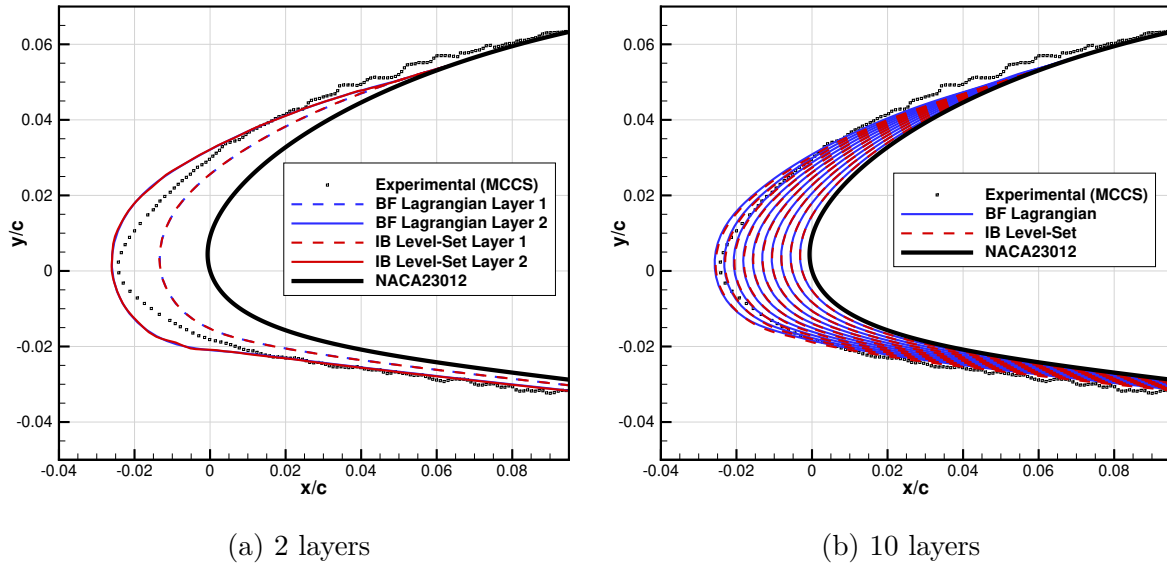 0.06
0.04
0.02
0
-0.02
-0.04
y/c
Experimental (MCCS)
BF Lagrangian Layer 1
BF Lagrangian Layer 2
IB Level-Set Layer 1
IB Level-Set Layer 2
NACA23012
-0.04 -0.02 0 0.02 0.04 0.06 0.08
x/c
(a) 2 layers
0.06
0.04
0.02
0
-0.02
-0.04
y/c
Experimental (MCCS)
BF Lagrangian
IB Level-Set
NACA23012
-0.04 -0.02 0 0.02 0.04 0.06 0.08
x/c
(b) 10 layers